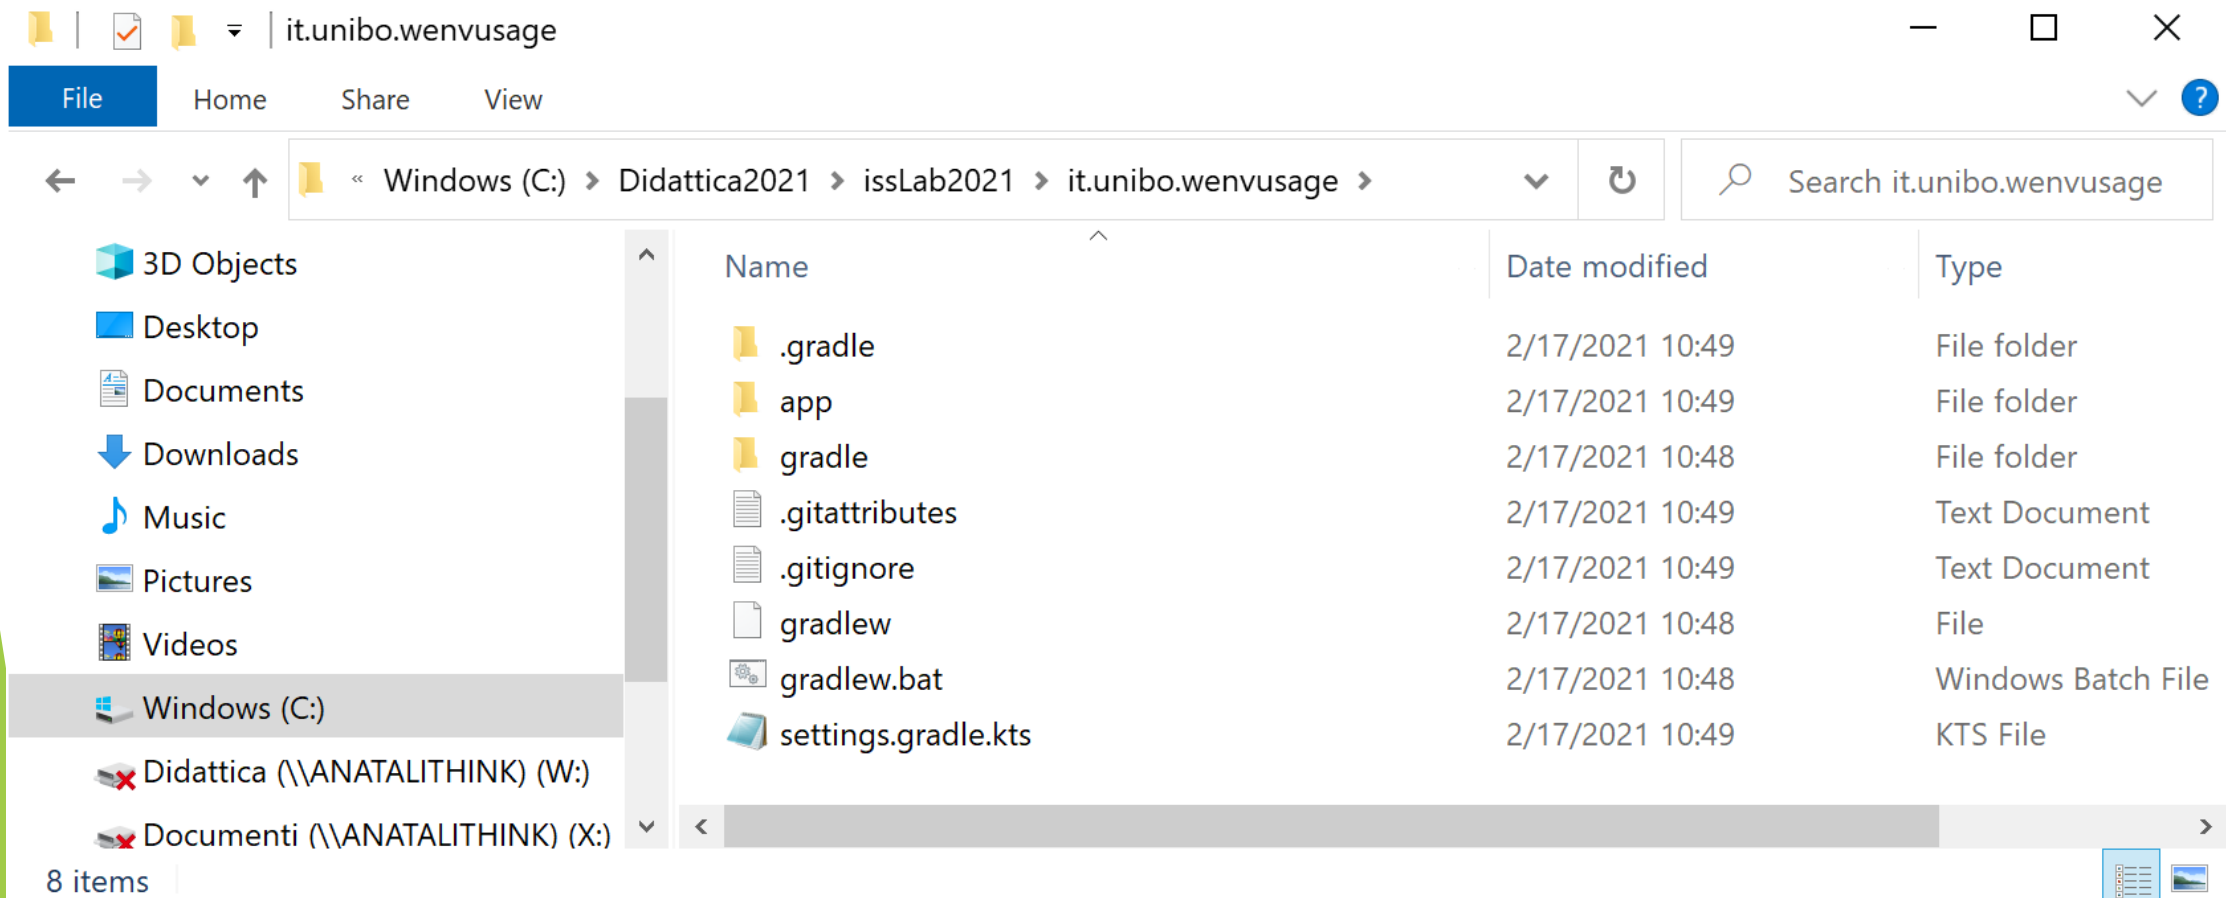 it.unibo.wenvusage
File Home Share View
« Windows (C:) > Didattica2021 > issLab2021 > it.unibo.wenvusage >
Search it.unibo.wenvusage
3D Objects
Desktop
Documents
Downloads
Music
Pictures
Videos
Windows (C:)
Didattica (\\ANATALITHINK) (W:)
Documenti (\\ANATALITHINK) (X:)
Name Date modified Type
.gradle 2/17/2021 10:49 File folder
app 2/17/2021 10:49 File folder
gradle 2/17/2021 10:48 File folder
.gitattributes 2/17/2021 10:49 Text Document
.gitignore 2/17/2021 10:49 Text Document
gradlew 2/17/2021 10:48 File
gradlew.bat 2/17/2021 10:48 Windows Batch File
settings.gradle.kts 2/17/2021 10:49 KTS File
8 items